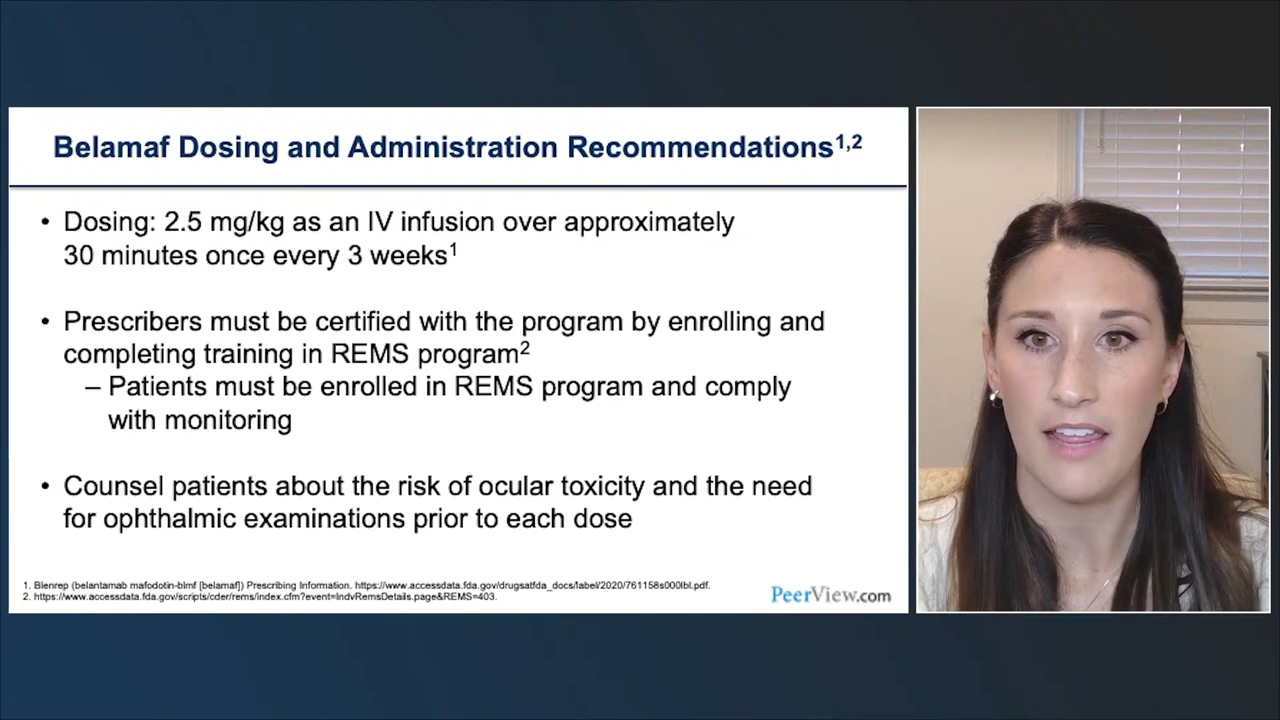 Belamaf Dosing and Administration Recommendations1,2
• Dosing: 2.5 mg/kg as an IV infusion over approximately
30 minutes once every 3 weeks1
• Prescribers must be certified with the program by enrolling and
completing training in REMS program2
– Patients must be enrolled in REMS program and comply
with monitoring
• Counsel patients about the risk of ocular toxicity and the need
for ophthalmic examinations prior to each dose
1. Blenrep (belantamab mafodotin-blmf [belamaf]) Prescribing Information. https://www.accessdata.fda.gov/drugsatfda_docs/label/2020/761158s000lbl.pdf.
2. https://www.accessdata.fda.gov/scripts/cder/rems/index.cfm?event=IndvRemsDetails.page&REMS=403.
PeerView.com